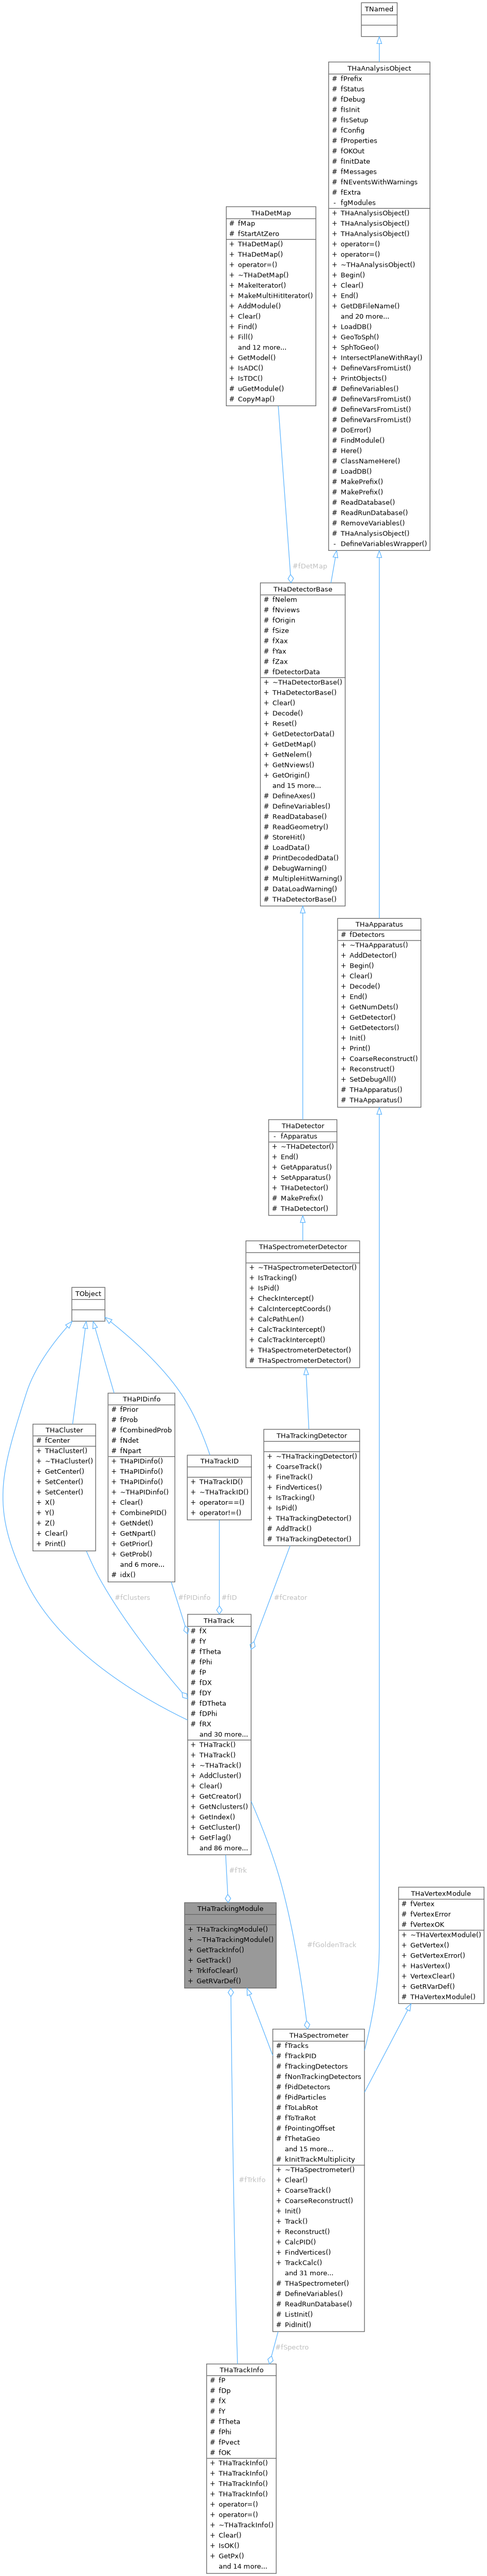 TNamed
THaAnalysisObject
# fPrefix
# fStatus
# fDebug
# fIsInit
# fIsSetup
# fConfig
# fProperties
# fOKOut
# fInitDate
# fMessages
# fNEventsWithWarnings
# fExtra
- fgModules
+ THaAnalysisObject()
+ THaAnalysisObject()
+ THaAnalysisObject()
+ operator=()
+ operator=()
+ ~THaAnalysisObject()
+ Begin()
+ Clear()
+ End()
+ GetDBFileName()
and 20 more...
+ LoadDB()
+ GeoToSph()
+ SphToGeo()
+ IntersectPlaneWithRay()
+ DefineVarsFromList()
+ PrintObjects()
# DefineVariables()
# DefineVarsFromList()
# DefineVarsFromList()
# DefineVarsFromList()
# DoError()
# FindModule()
# Here()
# ClassNameHere()
# LoadDB()
# MakePrefix()
# MakePrefix()
# ReadDatabase()
# ReadRunDatabase()
# RemoveVariables()
# THaAnalysisObject()
- DefineVariablesWrapper()
THaDetMap
# fMap
# fStartAtZero
+ THaDetMap()
+ THaDetMap()
+ operator=()
+ ~THaDetMap()
+ MakeIterator()
+ MakeMultiHitIterator()
+ AddModule()
+ Clear()
+ Find()
+ Fill()
and 12 more...
+ GetModel()
+ IsADC()
+ IsTDC()
# uGetModule()
# CopyMap()
#fDetMap
THaDetectorBase
# fNelem
# fNviews
# fOrigin
# fSize
# fXax
# fYax
# fZax
# fDetectorData
+ ~THaDetectorBase()
+ THaDetectorBase()
+ Clear()
+ Decode()
+ Reset()
+ GetDetectorData()
+ GetDetMap()
+ GetNelem()
+ GetNviews()
+ GetOrigin()
and 15 more...
# DefineAxes()
# DefineVariables()
# ReadDatabase()
# ReadGeometry()
# StoreHit()
# LoadData()
# PrintDecodedData()
# DebugWarning()
# MultipleHitWarning()
# DataLoadWarning()
# THaDetectorBase()
THaApparatus
# fDetectors
+ ~THaApparatus()
+ AddDetector()
+ Begin()
+ Clear()
+ Decode()
+ End()
+ GetNumDets()
+ GetDetector()
+ GetDetectors()
+ Init()
+ Print()
+ CoarseReconstruct()
+ Reconstruct()
+ SetDebugAll()
# THaApparatus()
# THaApparatus()
THaDetector
- fApparatus
+ ~THaDetector()
+ End()
+ GetApparatus()
+ SetApparatus()
+ THaDetector()
# MakePrefix()
# THaDetector()
THaSpectrometerDetector
+ ~THaSpectrometerDetector()
+ IsTracking()
+ IsPid()
+ CheckIntercept()
+ CalcInterceptCoords()
+ CalcPathLen()
+ CalcTrackIntercept()
+ CalcTrackIntercept()
+ THaSpectrometerDetector()
# THaSpectrometerDetector()
TObject
THaPIDinfo
# fPrior
# fProb
# fCombinedProb
# fNdet
# fNpart
+ THaPIDinfo()
+ THaPIDinfo()
+ THaPIDinfo()
+ ~THaPIDinfo()
+ Clear()
+ CombinePID()
+ GetNdet()
+ GetNpart()
+ GetPrior()
+ GetProb()
and 6 more...
# idx()
THaCluster
# fCenter
+ THaCluster()
+ ~THaCluster()
+ GetCenter()
+ SetCenter()
+ SetCenter()
+ X()
+ Y()
+ Z()
+ Clear()
+ Print()
THaTrackID
+ THaTrackID()
+ ~THaTrackID()
+ operator==()
+ operator!=()
THaTrackingDetector
+ ~THaTrackingDetector()
+ CoarseTrack()
+ FineTrack()
+ FindVertices()
+ IsTracking()
+ IsPid()
+ THaTrackingDetector()
# AddTrack()
# THaTrackingDetector()
#fClusters
#fPIDinfo
#fID
#fCreator
THaTrack
# fX
# fY
# fTheta
# fPhi
# fP
# fDX
# fDY
# fDTheta
# fDPhi
# fRX
and 30 more...
+ THaTrack()
+ THaTrack()
+ ~THaTrack()
+ AddCluster()
+ Clear()
+ GetCreator()
+ GetNclusters()
+ GetIndex()
+ GetCluster()
+ GetFlag()
and 86 more...
#fTrk
THaTrackingModule
+ THaTrackingModule()
+ ~THaTrackingModule()
+ GetTrackInfo()
+ GetTrack()
+ TrkIfoClear()
+ GetRVarDef()
#fGoldenTrack
THaVertexModule
# fVertex
# fVertexError
# fVertexOK
+ ~THaVertexModule()
+ GetVertex()
+ GetVertexError()
+ HasVertex()
+ VertexClear()
+ GetRVarDef()
# THaVertexModule()
THaSpectrometer
# fTracks
# fTrackPID
# fTrackingDetectors
# fNonTrackingDetectors
# fPidDetectors
# fPidParticles
# fToLabRot
# fToTraRot
# fPointingOffset
# fThetaGeo
and 15 more...
# kInitTrackMultiplicity
+ ~THaSpectrometer()
+ Clear()
+ CoarseTrack()
+ CoarseReconstruct()
+ Init()
+ Track()
+ Reconstruct()
+ CalcPID()
+ FindVertices()
+ TrackCalc()
and 31 more...
# THaSpectrometer()
# DefineVariables()
# ReadRunDatabase()
# ListInit()
# PidInit()
#fTrkIfo
#fSpectro
THaTrackInfo
# fP
# fDp
# fX
# fY
# fTheta
# fPhi
# fPvect
# fOK
+ THaTrackInfo()
+ THaTrackInfo()
+ THaTrackInfo()
+ THaTrackInfo()
+ operator=()
+ operator=()
+ ~THaTrackInfo()
+ Clear()
+ IsOK()
+ GetPx()
and 14 more...